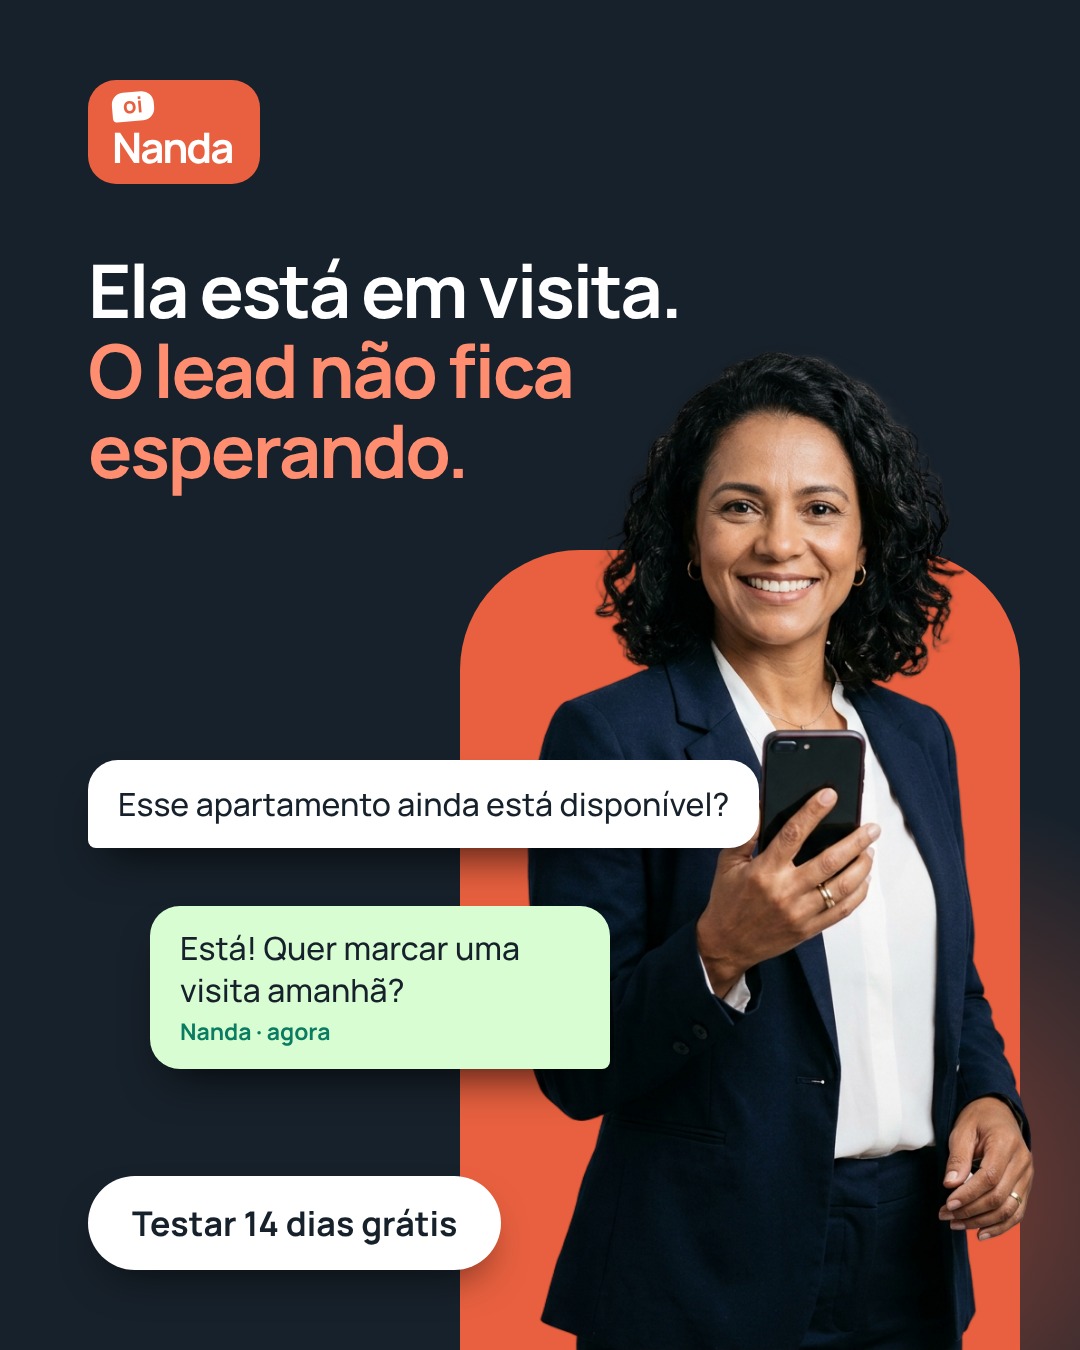 oi
Nanda
Ela está em visita.
O lead não fica
esperando.
Esse apartamento ainda está disponível?
Está! Quer marcar uma
visita amanhã?
Nanda · agora
Testar 14 dias grátis